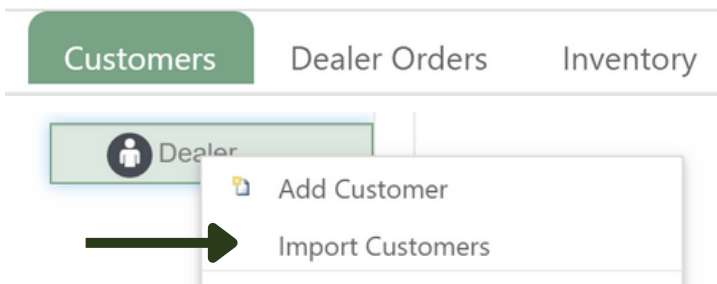 Customers Dealer Orders Inventory
Dealer
Add Customer
Import Customers